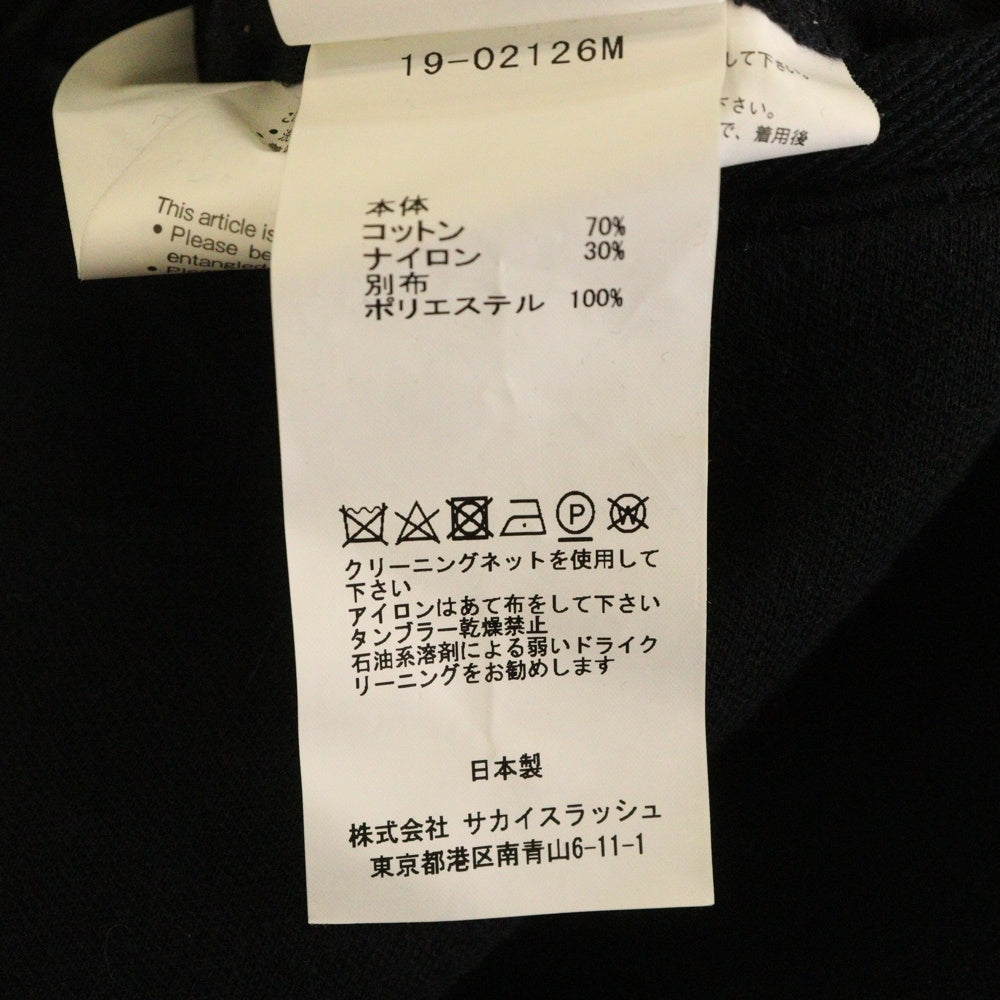 19-02126M
して下さい。
下さい。
で、着用後
This article is
• Please be
entangled
本体
コットン 70%
ナイロン 30%
別布
ポリエステル 100%
P
W
クリーニングネットを使用して
下さい
アイロンはあて布をして下さい
タンブラー乾燥禁止
石油系溶剤による弱いドライク
リーニングをお勧めします
日本製
株式会社 サカイスラッシュ
東京都港区南青山6-11-1